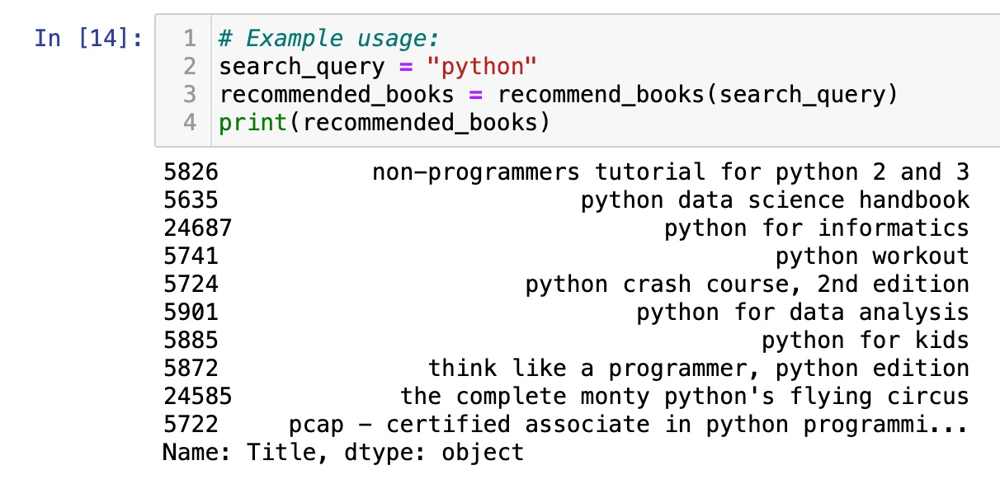 In [14]:
1 # Example usage:
2 search_query = "python"
3 recommended_books = recommend_books(search_query)
4 print(recommended_books)
5826 non-programmers tutorial for python 2 and 3
5635 python data science handbook
24687 python for informatics
5741 python workout
5724 python crash course, 2nd edition
5901 python for data analysis
5885 python for kids
5872 think like a programmer, python edition
24585 the complete monty python's flying circus
5722 pcap - certified associate in python programmi...
Name: Title, dtype: object